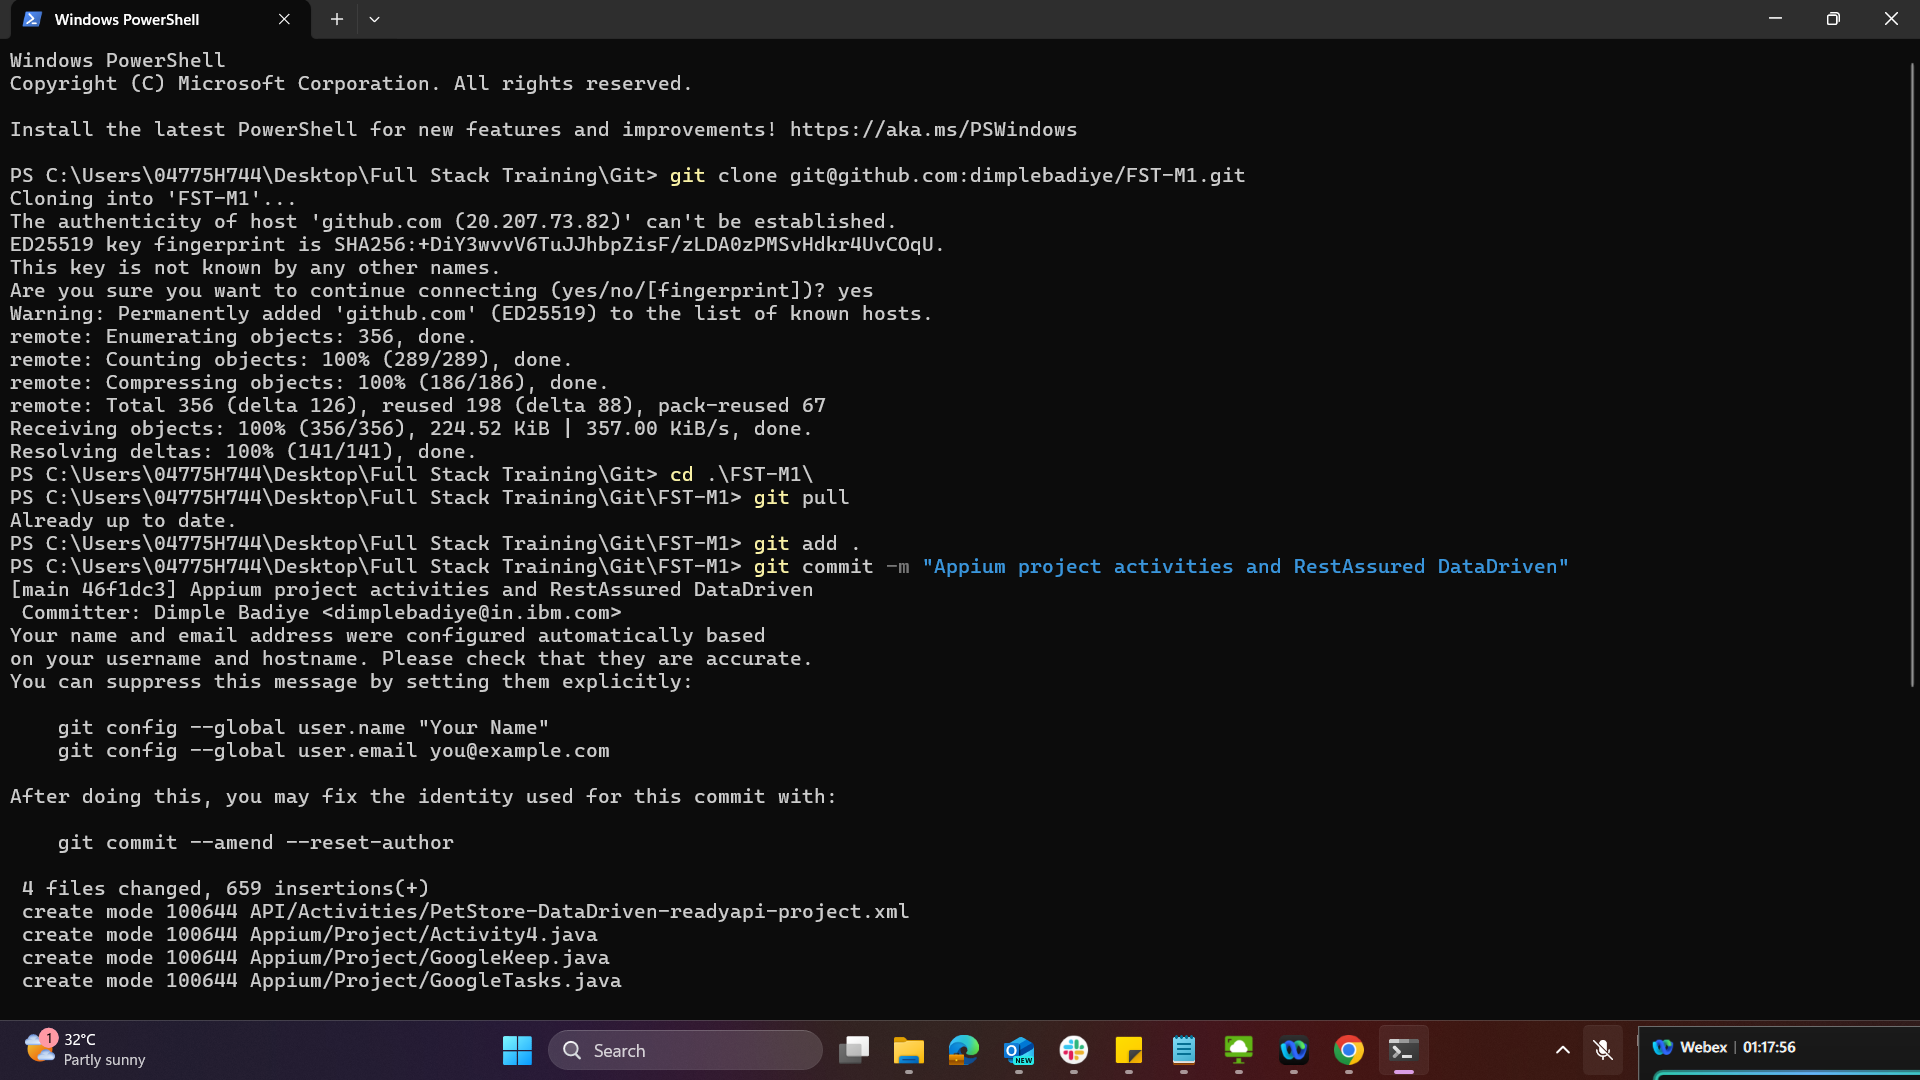 Windows PowerShell
Windows PowerShell
Copyright (C) Microsoft Corporation. All rights reserved.
Install the latest PowerShell for new features and improvements! https://aka.ms/PSWindows
PS C:\Users\04775H744\Desktop\Full Stack Training\Git> git clone git@github.com:dimplebadiye/FST-M1.git
Cloning into 'FST-M1'...
The authenticity of host 'github.com (20.207.73.82)' can't be established.
ED25519 key fingerprint is SHA256:+DiY3wvvV6TuJJhbpZisF/zLDA0zPMSvHdkr4UvCOqU.
This key is not known by any other names.
Are you sure you want to continue connecting (yes/no/[fingerprint])? yes
Warning: Permanently added 'github.com' (ED25519) to the list of known hosts.
remote: Enumerating objects: 356, done.
remote: Counting objects: 100% (289/289), done.
remote: Compressing objects: 100% (186/186), done.
remote: Total 356 (delta 126), reused 198 (delta 88), pack-reused 67
Receiving objects: 100% (356/356), 224.52 KiB | 357.00 KiB/s, done.
Resolving deltas: 100% (141/141), done.
PS C:\Users\04775H744\Desktop\Full Stack Training\Git> cd .\FST-M1\
PS C:\Users\04775H744\Desktop\Full Stack Training\Git\FST-M1> git pull
Already up to date.
PS C:\Users\04775H744\Desktop\Full Stack Training\Git\FST-M1> git add .
PS C:\Users\04775H744\Desktop\Full Stack Training\Git\FST-M1> git commit -m "Appium project activities and RestAssured DataDriven"
[main 46f1dc3] Appium project activities and RestAssured DataDriven
Committer: Dimple Badiye <dimplebadiye@in.ibm.com>
Your name and email address were configured automatically based
on your username and hostname. Please check that they are accurate.
You can suppress this message by setting them explicitly:
git config --global user.name "Your Name"
git config --global user.email you@example.com
After doing this, you may fix the identity used for this commit with:
git commit --amend --reset-author
4 files changed, 659 insertions(+)
create mode 100644 API/Activities/PetStore-DataDriven-readyapi-project.xml
create mode 100644 Appium/Project/Activity4.java
create mode 100644 Appium/Project/GoogleKeep.java
create mode 100644 Appium/Project/GoogleTasks.java
1
32°C
Partly sunny
Search
NEW
Webex | 01:17:56